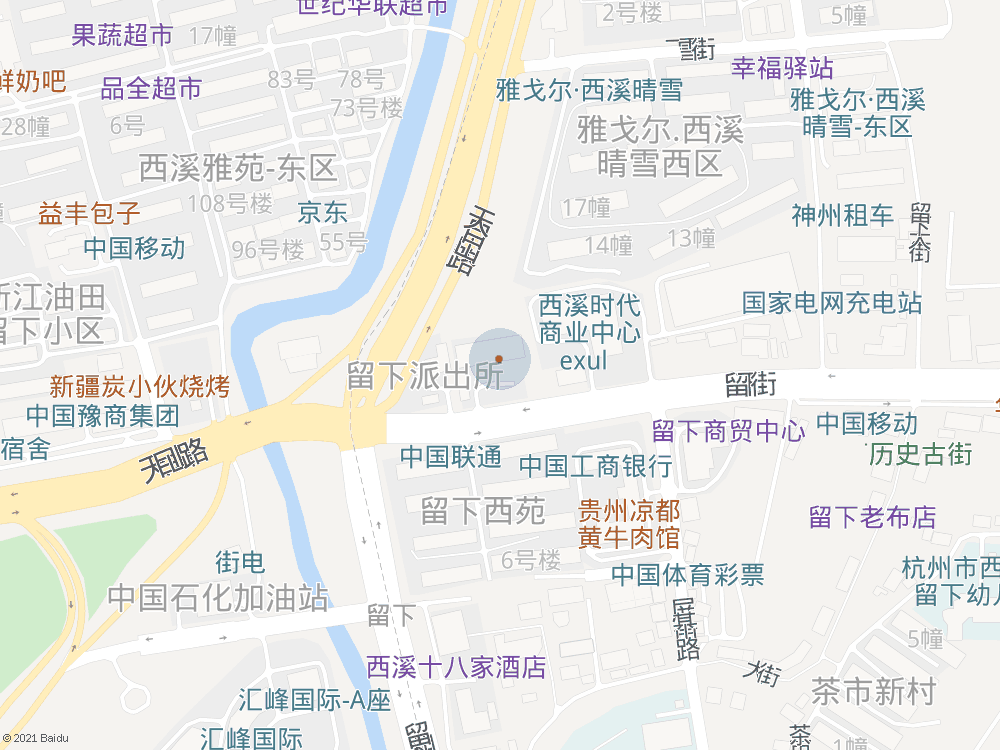 世纪华联超市
2号楼
5幢
果蔬超市
17幢
雪街
鲜奶吧
83号
78号
幸福驿站
品全超市
雅戈尔·西溪晴雪
73号楼
雅戈尔·西溪
晴雪-东区
28幢
6号
雅戈尔.西溪
晴雪西区
西溪雅苑-东区
108号楼
益丰包子
京东
17幢
神州租车
留下街
中国移动
96号楼
55号
14幢
13幢
天目山路
浙江油田
留下小区
西溪时代
商业中心
exul
国家电网充电站
留下派出所
新疆炭小伙烧烤
留街
中国豫商集团
中国移动
留下商贸中心
宿舍
历史古街
中国联通
中国工商银行
留下西苑
贵州凉都
黄牛肉馆
留下老布店
街电
6号楼
中国体育彩票
杭州市西
留下幼儿
中国石化加油站
留下
5幢
西溪十八家酒店
大街
茶市新村
汇峰国际-A座
汇峰国际
留
茶市
1幢
© 2021 Baidu